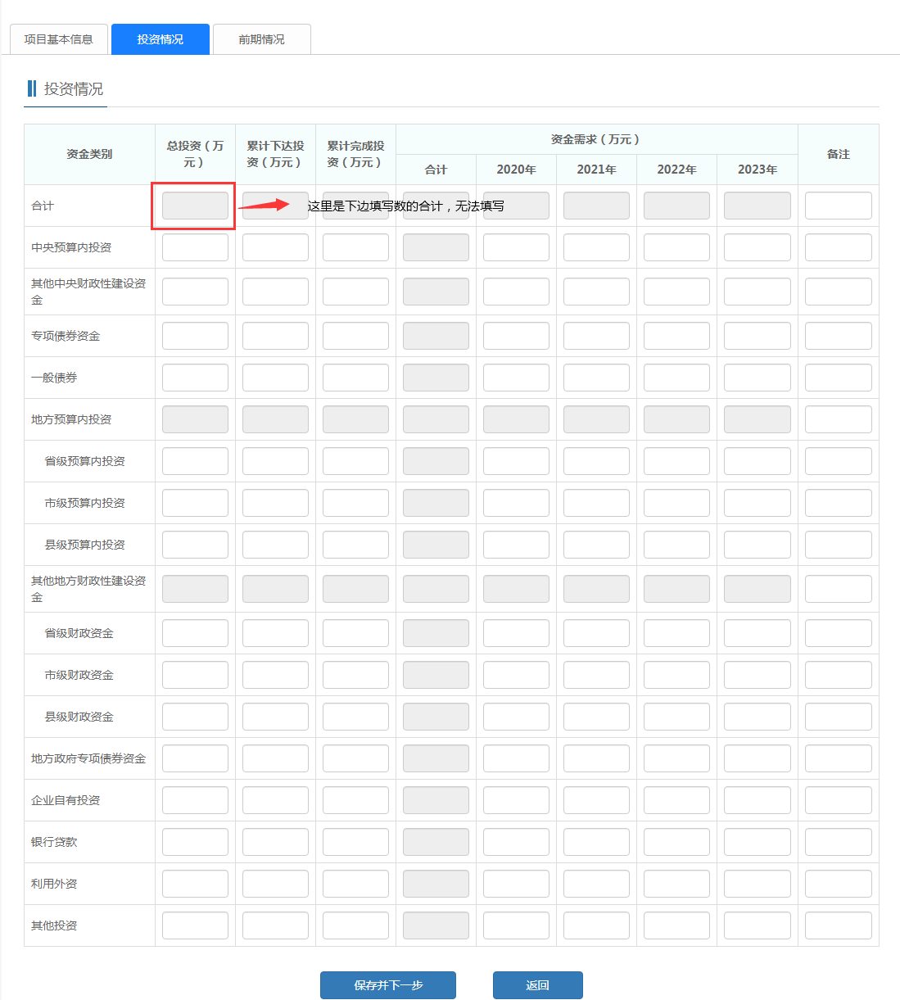 项目基本信息
投资情况
前期情况
投资情况
资金类别
总投资（万
元）
累计下达投
资（万元）
累计完成投
资（万元）
资金需求（万元）
备注
合计
2020年
2021年
2022年
2023年
合计
这里是下边填写数的合计，无法填写
中央预算内投资
其他中央财政性建设资
金
专项债券资金
一般债券
地方预算内投资
省级预算内投资
市级预算内投资
县级预算内投资
其他地方财政性建设资
金
省级财政资金
市级财政资金
县级财政资金
地方政府专项债券资金
企业自有投资
银行贷款
利用外资
其他投资
保存并下一步
返回